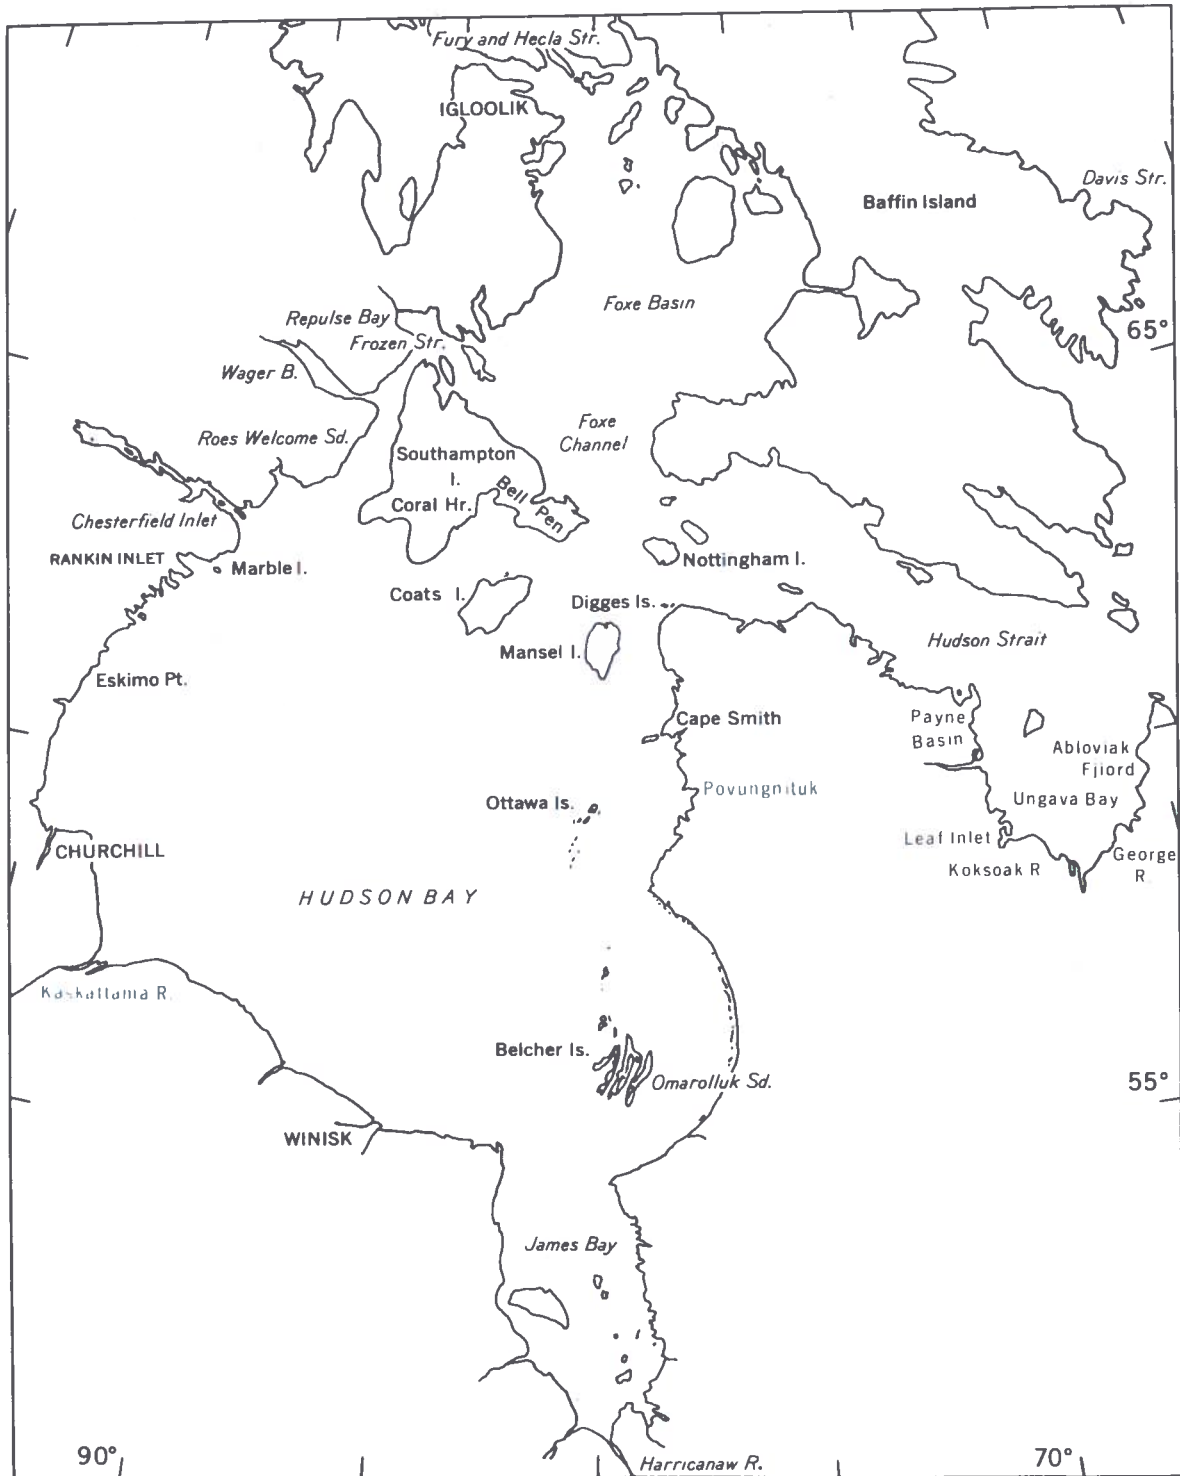 Fury and Hecla Str.
IGLOOLIK
Davis Str.
Baffin Island
Foxe Basin
Repulse Bay
65°
Frozen Str.
Wager B.
Foxe
Channel
Roes Welcome Sd.
Southampton
I.
Bell
Pen
Coral Hr.
Chesterfield Inlet
RANKIN INLET
Marble I.
Nottingham I.
Coats I.
Digges Is.
Hudson Strait
Mansel I.
Eskimo Pt.
Cape Smith
Payne
Basin
Abloviak
Fjiord
Povungnituk
Ottawa Is.
Ungava Bay
Leaf Inlet
CHURCHILL
George
R.
Koksoak R
HUDSON BAY
Kaskattama R.
Belcher Is.
Omarolluk Sd.
55°
WINISK
James Bay
90°
70°
Harricanaw R.